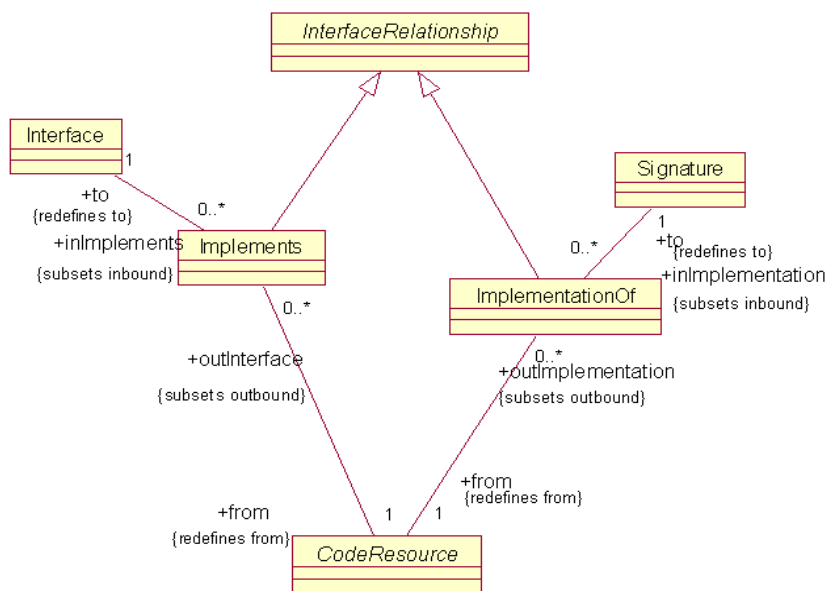 InterfaceRelationship
Interface
1
+to
{redefines to}
0..*
+inImplements
{subsets inbound}
Implements
Signature
1
0..*
+to
{redefines to}
+inImplementation
{subsets inbound}
ImplementationOf
0..*
+outInterface
{subsets outbound}
0..*
+outImplementation
{subsets outbound}
+from
{redefines from}
1
+from
{redefines from}
1
CodeResource